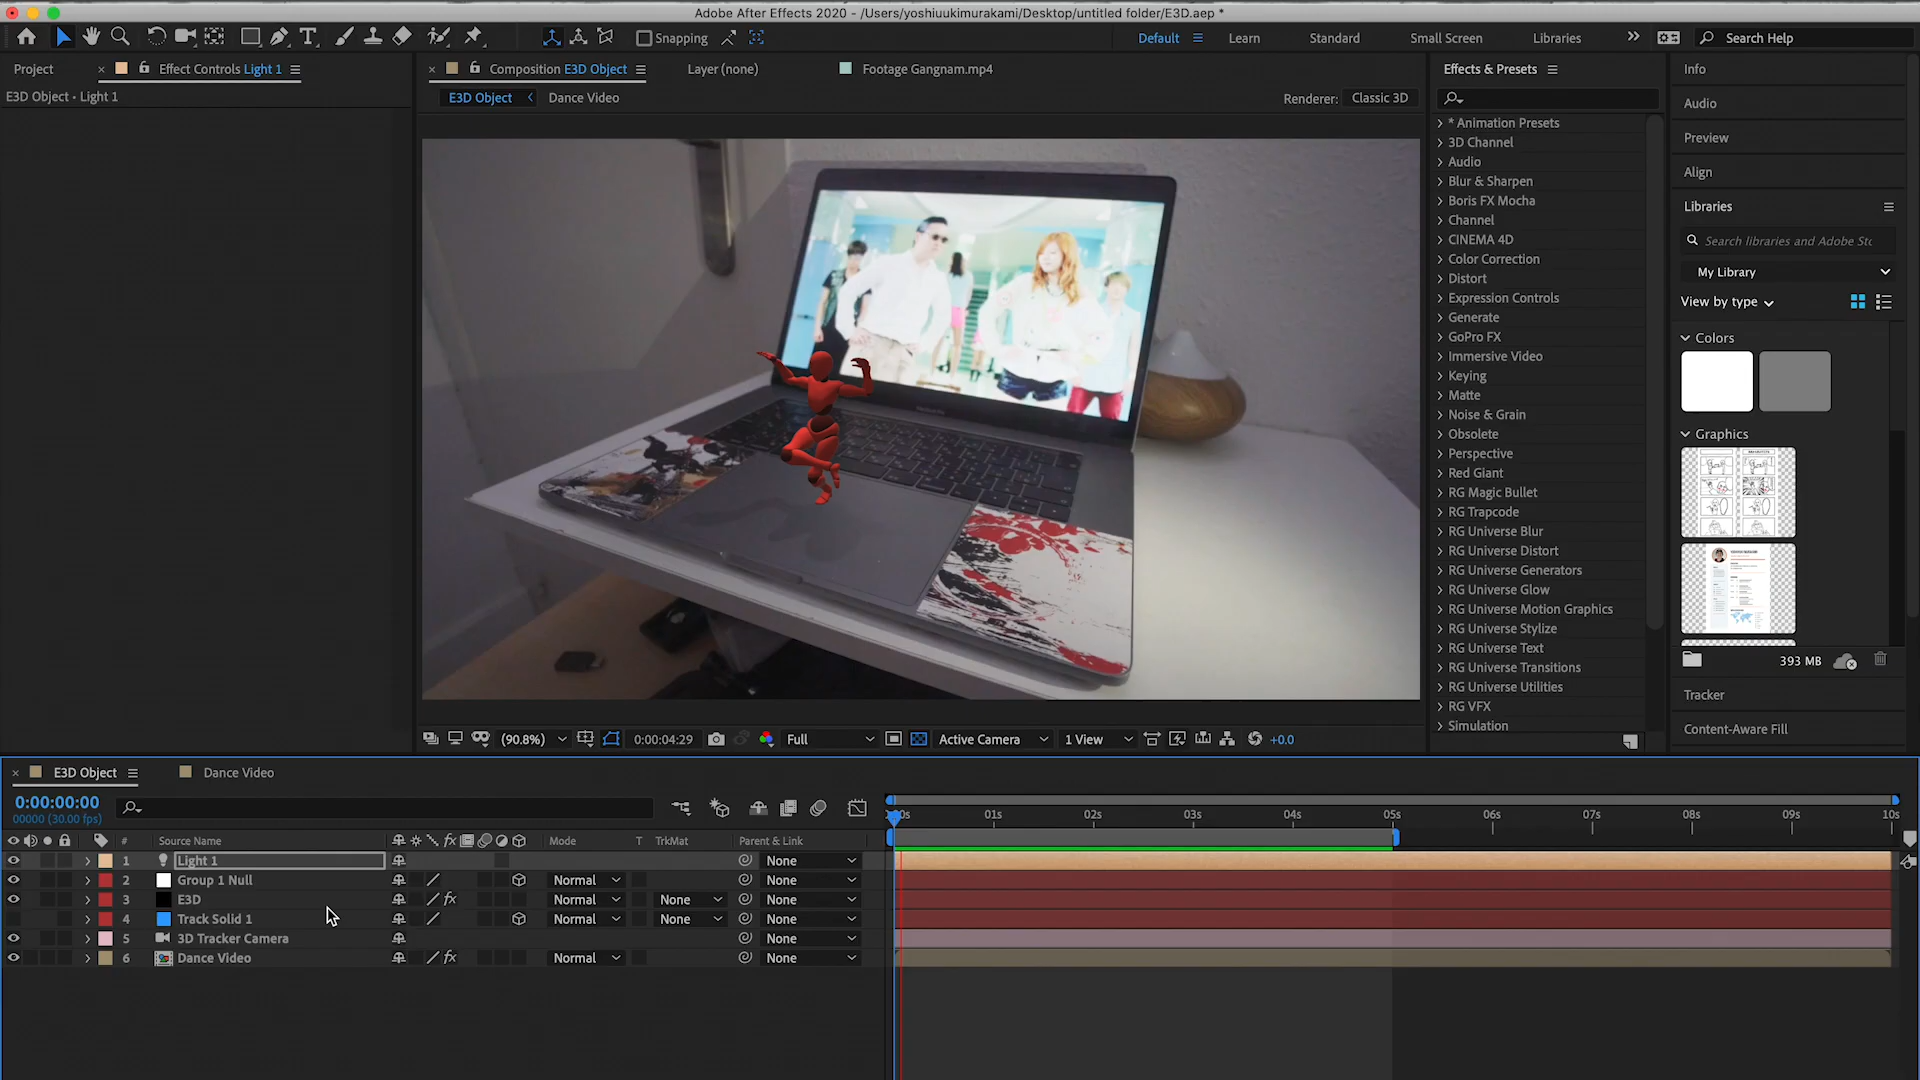 Adobe After Effects 2020 - /Users/yoshiuukimurakami/Desktop/untitled folder/E3D.aep *
Snapping
Default
Learn
Standard
Small Screen
Libraries
Search Help
Project
Effect Controls Light 1
Composition E3D Object
Layer (none)
Footage Gangnam.mp4
Effects & Presets
Info
E3D Object • Light 1
E3D Object
Dance Video
Renderer:
Classic 3D
Audio
Preview
Align
Libraries
Search libraries and Adobe Stc
My Library
View by type
Colors
Graphics
393 MB
Tracker
Content-Aware Fill
* Animation Presets
3D Channel
Audio
Blur & Sharpen
Boris FX Mocha
Channel
CINEMA 4D
Color Correction
Distort
Expression Controls
Generate
GoPro FX
Immersive Video
Keying
Matte
Noise & Grain
Obsolete
Perspective
Red Giant
RG Magic Bullet
RG Trapcode
RG Universe Blur
RG Universe Distort
RG Universe Generators
RG Universe Glow
RG Universe Motion Graphics
RG Universe Stylize
RG Universe Text
RG Universe Transitions
RG Universe Utilities
RG VFX
Simulation
(90.8%)
0:00:04:29
Full
Active Camera
1 View
+0.0
E3D Object
Dance Video
0:00:00:00
00000 (30.00 fps)
01s
02s
03s
04s
05s
06s
07s
08s
09s
10s
# Source Name
fx
Mode
T TrkMat
Parent & Link
1 Light 1 None
2 Group 1 Null Normal None
3 E3D fx Normal None None
4 Track Solid 1 Normal None None
5 3D Tracker Camera None
6 Dance Video fx Normal None